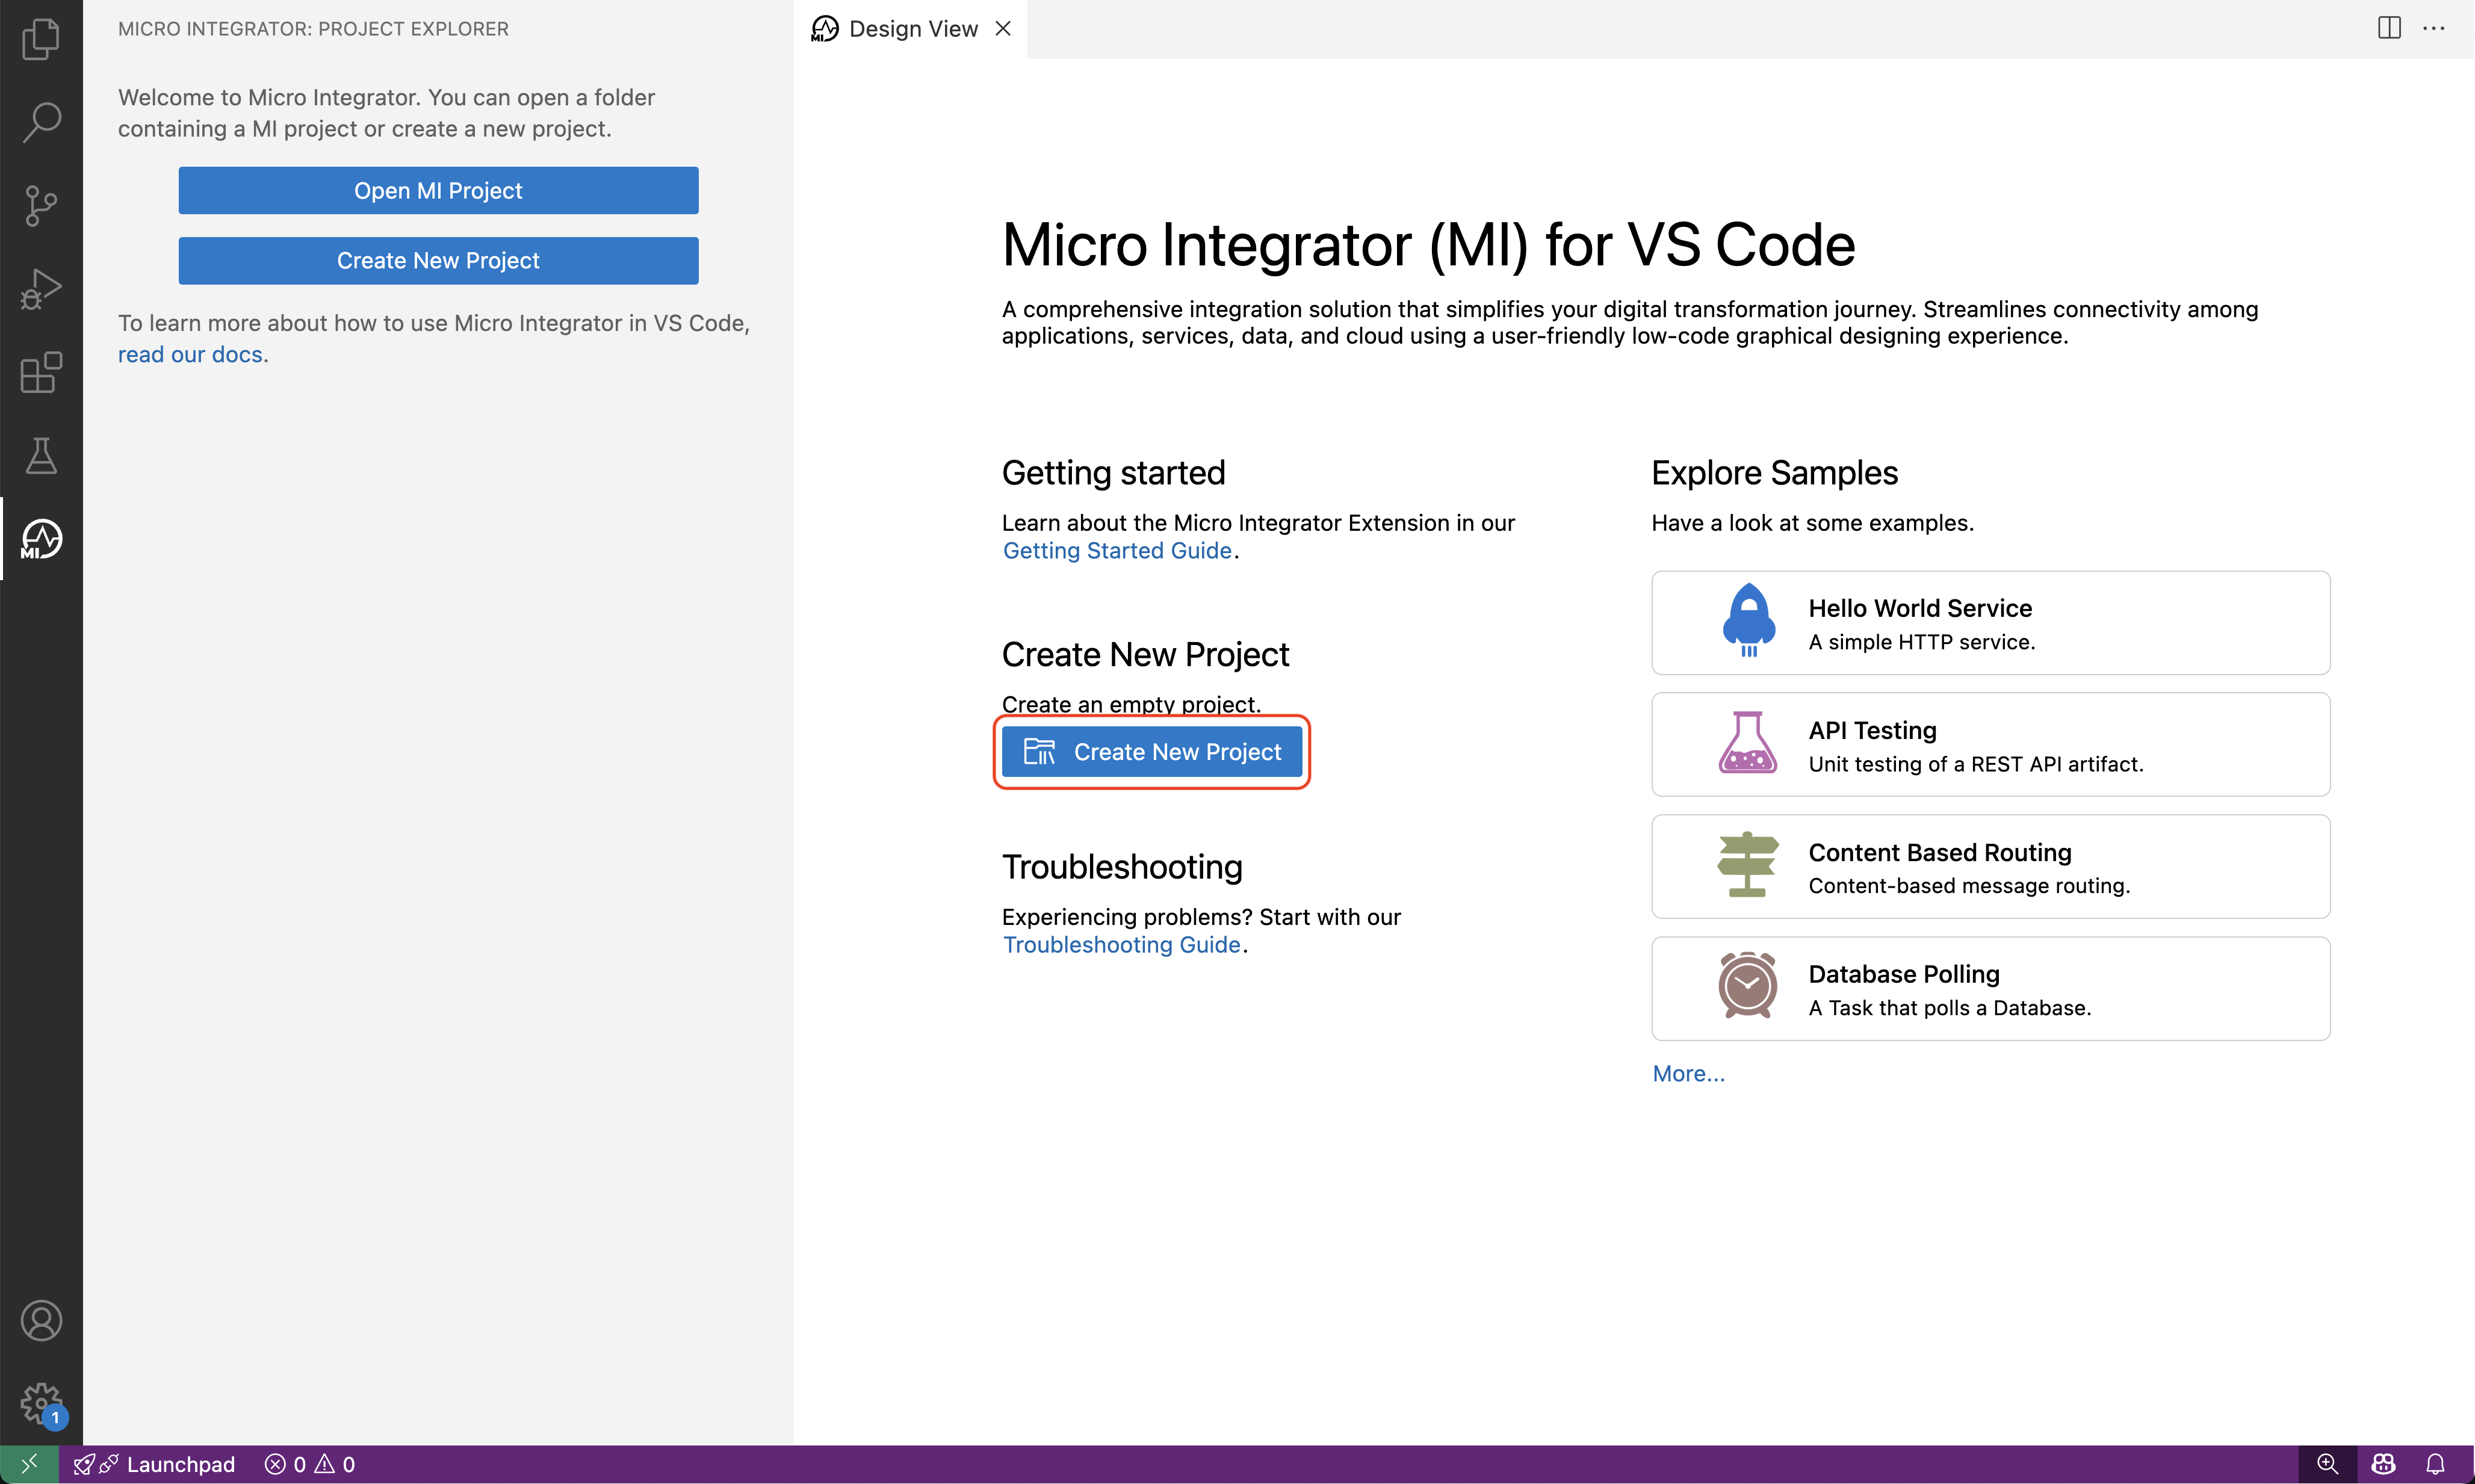 MICRO INTEGRATOR: PROJECT EXPLORER
Welcome to Micro Integrator. You can open a folder
containing a MI project or create a new project.
Open MI Project
Create New Project
To learn more about how to use Micro Integrator in VS Code,
read our docs.
MI
Design View
Micro Integrator (MI) for VS Code
A comprehensive integration solution that simplifies your digital transformation journey. Streamlines connectivity among
applications, services, data, and cloud using a user-friendly low-code graphical designing experience.
Getting started
Learn about the Micro Integrator Extension in our
Getting Started Guide.
Create New Project
Create an empty project.
Create New Project
Troubleshooting
Experiencing problems? Start with our
Troubleshooting Guide.
Explore Samples
Have a look at some examples.
Hello World Service
A simple HTTP service.
API Testing
Unit testing of a REST API artifact.
Content Based Routing
Content-based message routing.
Database Polling
A Task that polls a Database.
More...
MI
1
Launchpad 0 0